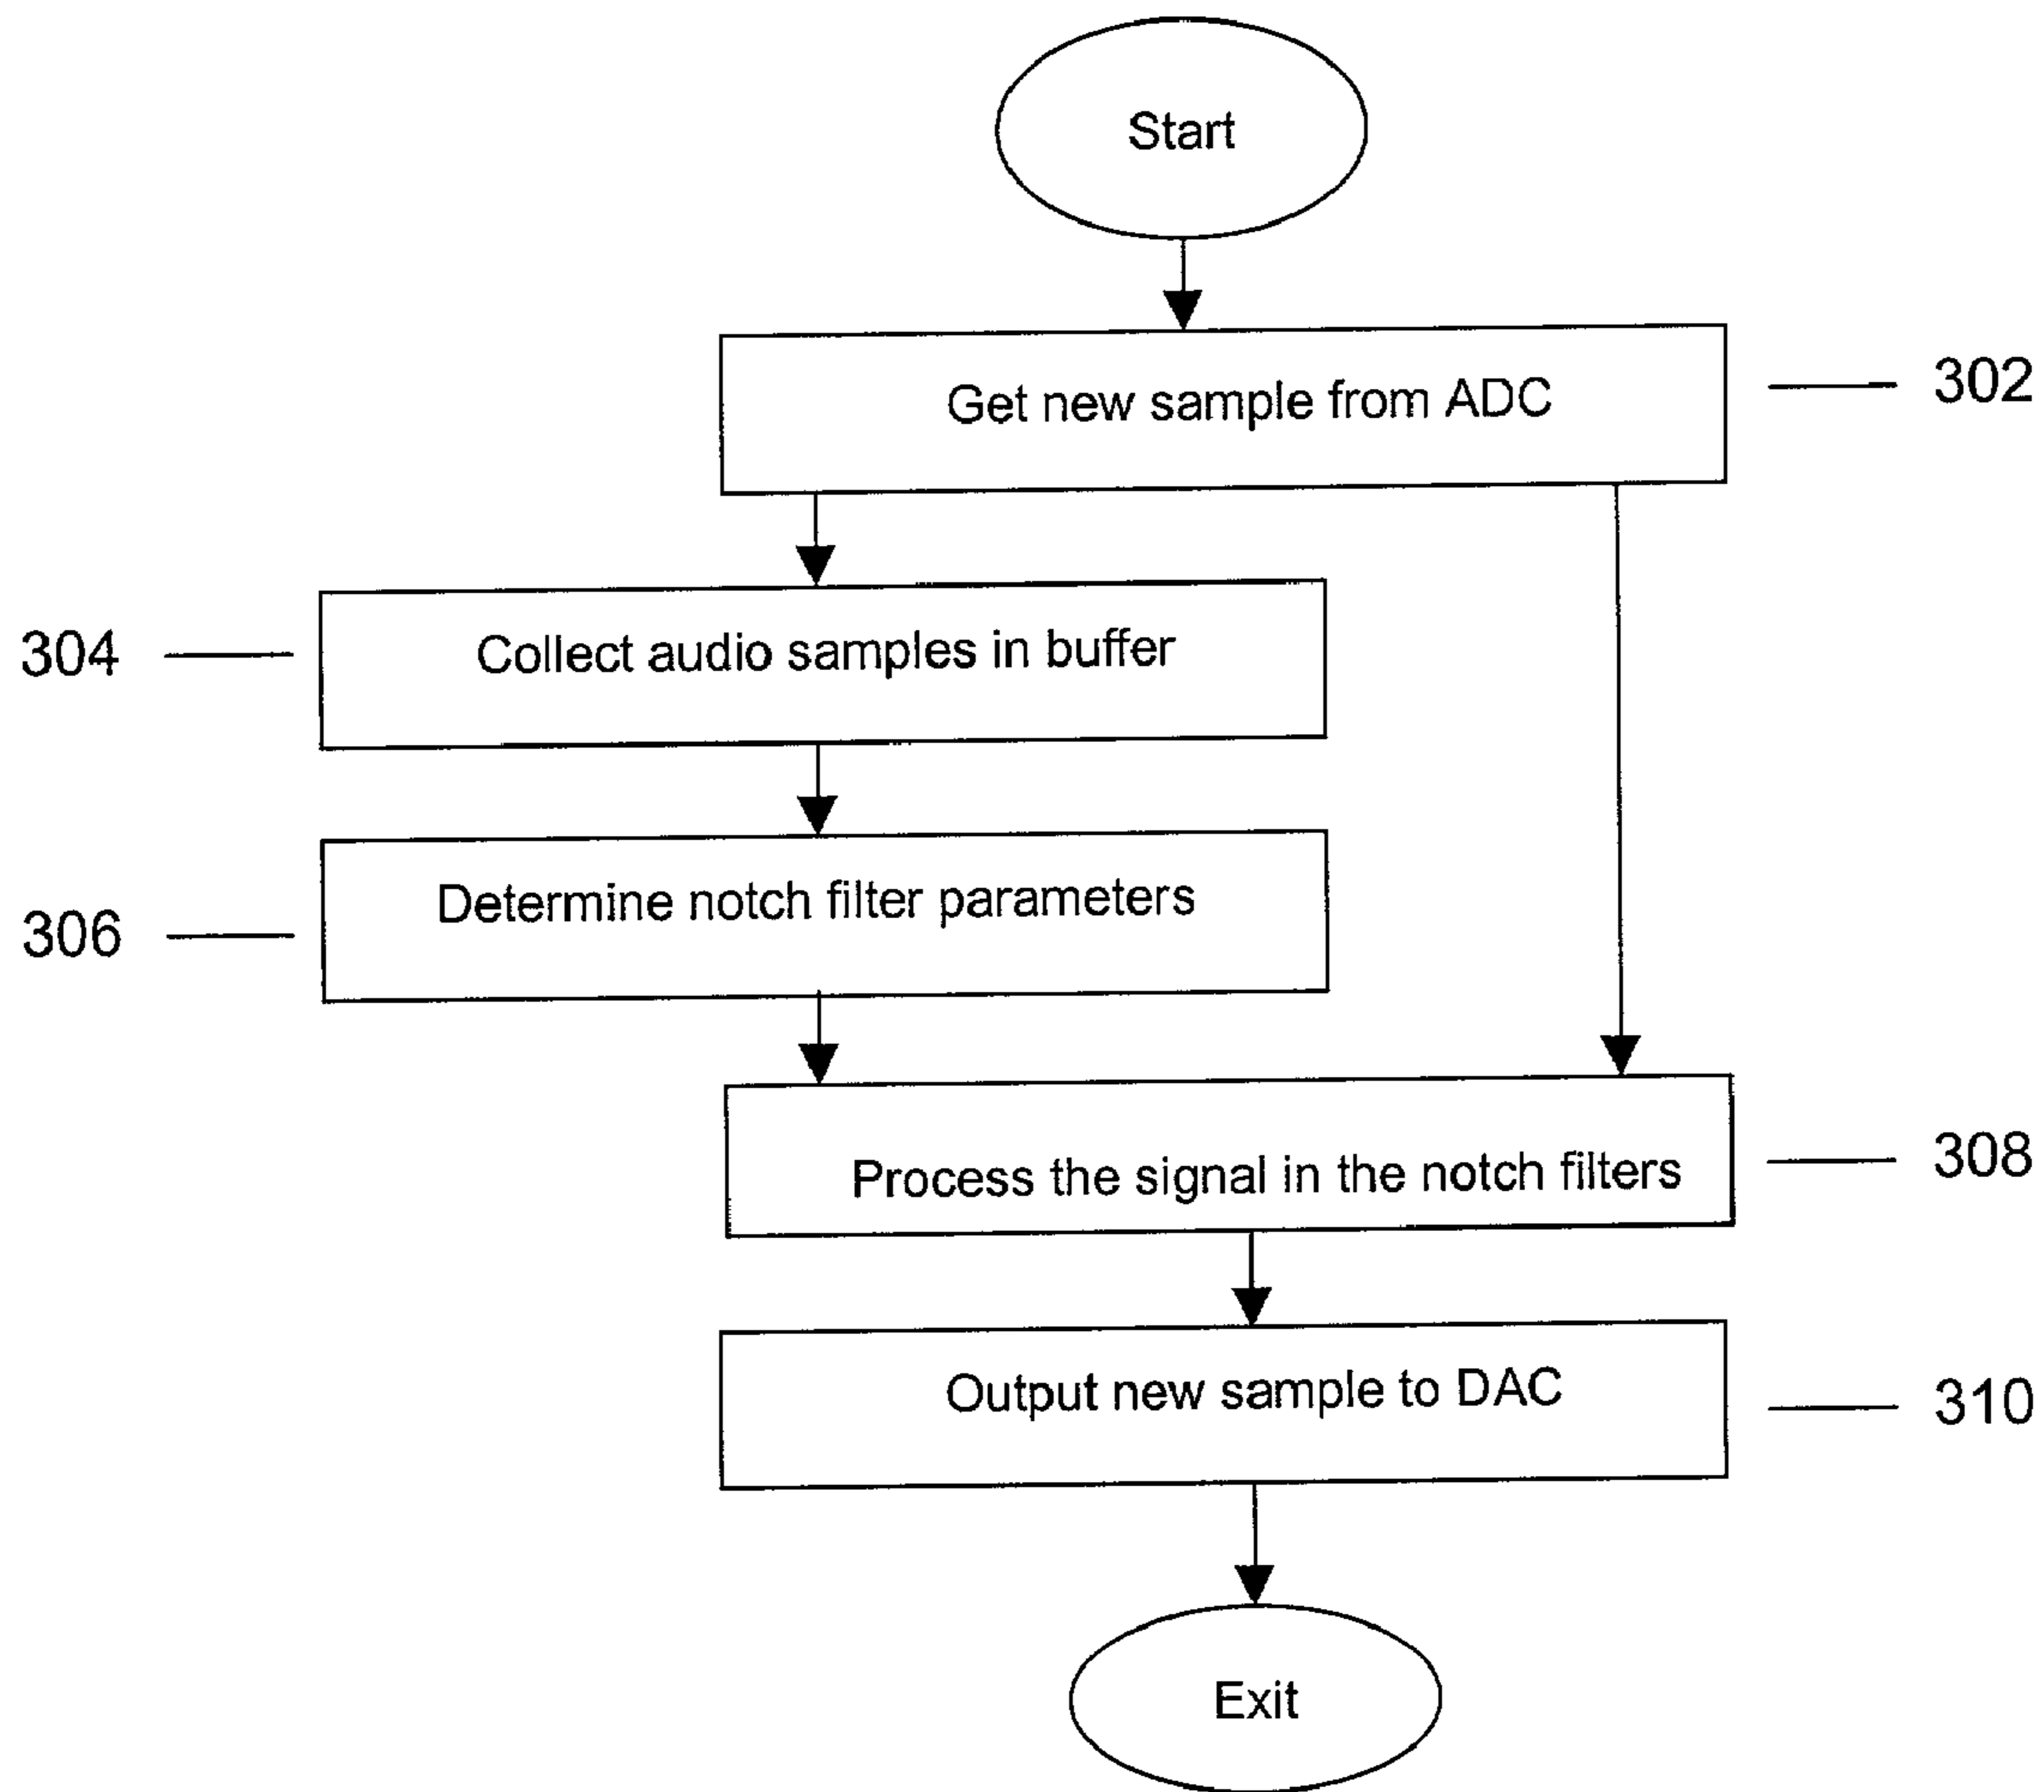 Start
Get new sample from ADC
302
304
Collect audio samples in buffer
306
Determine notch filter parameters
Process the signal in the notch filters
308
Output new sample to DAC
310
Exit